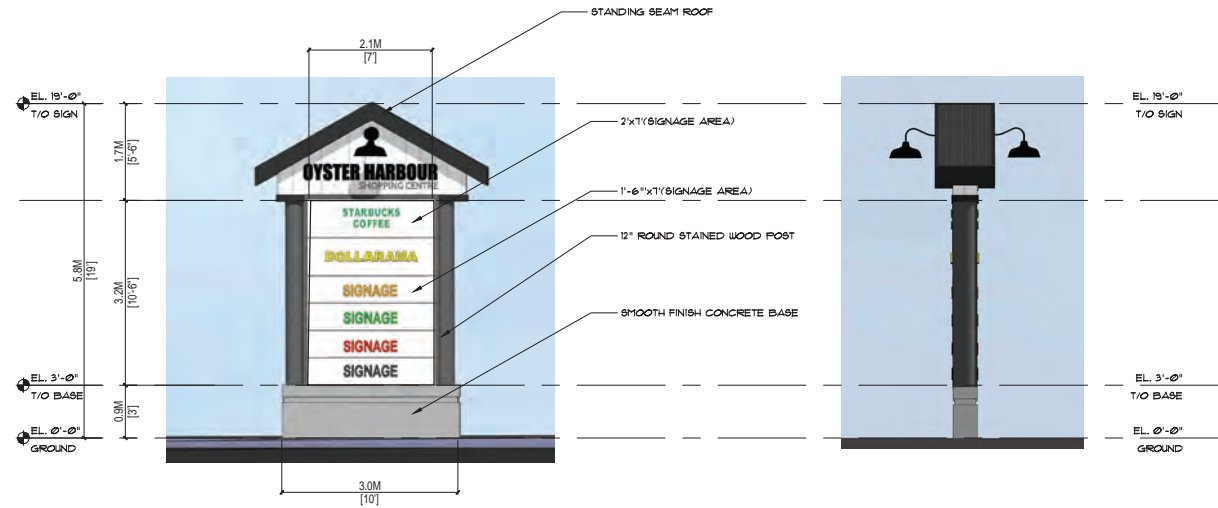 STANDING SEAM ROOF
2.1M
[7']
EL. 19'-0"
T/O SIGN
EL. 19'-0"
T/O SIGN
2'x7'(SIGNAGE AREA)
1.7M
[5'-6"]
OYSTER HARBOUR
SHOPPING CENTRE
1'-6"x7'(SIGNAGE AREA)
STARBUCKS
COFFEE
12" ROUND STAINED WOOD POST
DOLLARAMA
5.8M
[19']
3.2M
[10'-6"]
SIGNAGE
SIGNAGE
SMOOTH FINISH CONCRETE BASE
SIGNAGE
SIGNAGE
EL. 3'-0"
T/O BASE
EL. 3'-0"
T/O BASE
0.9M
[3']
EL. 0'-0"
GROUND
EL. 0'-0"
GROUND
3.0M
[10']